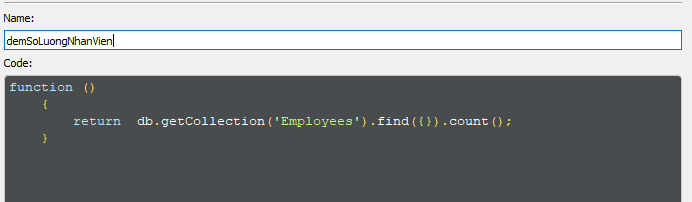 Name:
demSoLuongNhanVien
Code:
function ()
{
return db.getCollection('Employees').find({}).count();
}